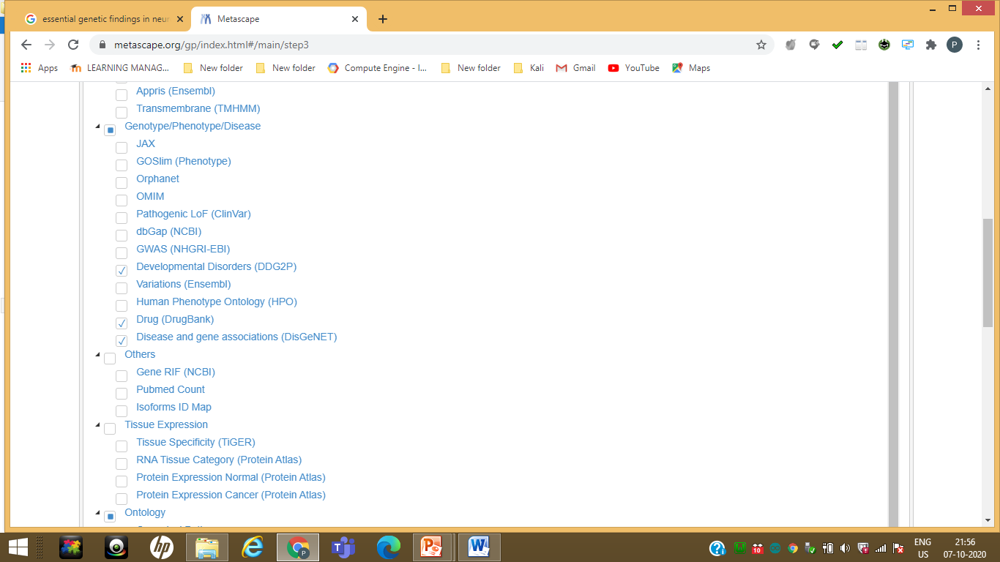 essential genetic findings in neur
Metascape
metascape.org/gp/index.html#/main/step3
P
Apps
LEARNING MANAG...
New folder
New folder
Compute Engine - I...
New folder
Kali
Gmail
YouTube
Maps
Appris (Ensembl)
Transmembrane (TMHMM)
Genotype/Phenotype/Disease
JAX
GOSlim (Phenotype)
Orphanet
OMIM
Pathogenic LoF (ClinVar)
dbGap (NCBI)
GWAS (NHGRI-EBI)
Developmental Disorders (DDG2P)
Variations (Ensembl)
Human Phenotype Ontology (HPO)
Drug (DrugBank)
Disease and gene associations (DisGeNET)
Others
Gene RIF (NCBI)
Pubmed Count
Isoforms ID Map
Tissue Expression
Tissue Specificity (TiGER)
RNA Tissue Category (Protein Atlas)
Protein Expression Normal (Protein Atlas)
Protein Expression Cancer (Protein Atlas)
Ontology
hp
10
ENG
US
21:56
07-10-2020